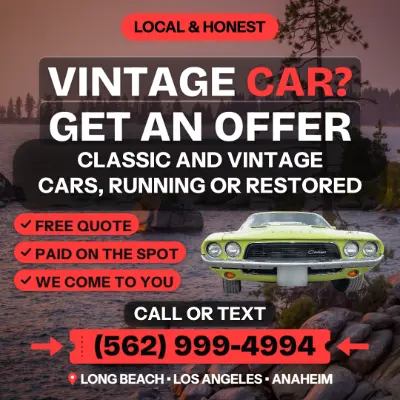 LOCAL & HONEST
VINTAGE CAR?
GET AN OFFER
CLASSIC AND VINTAGE
CARS, RUNNING OR RESTORED
FREE QUOTE
PAID ON THE SPOT
WE COME TO YOU
CALL OR TEXT
(562) 999-4994
LONG BEACH • LOS ANGELES • ANAHEIM